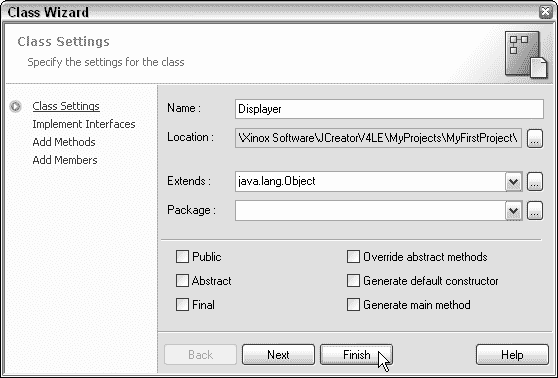 Class Wizard
Class Settings
Specify the settings for the class
Class Settings
Implement Interfaces
Add Methods
Add Members
Name : Displayer
Location : \Xinox Software\JCreatorV4LE\MyProjects\MyFirstProject\ ...
Extends : java.lang.Object ...
Package : ...
Public
Override abstract methods
Abstract
Generate default constructor
Final
Generate main method
Back Next Finish Help